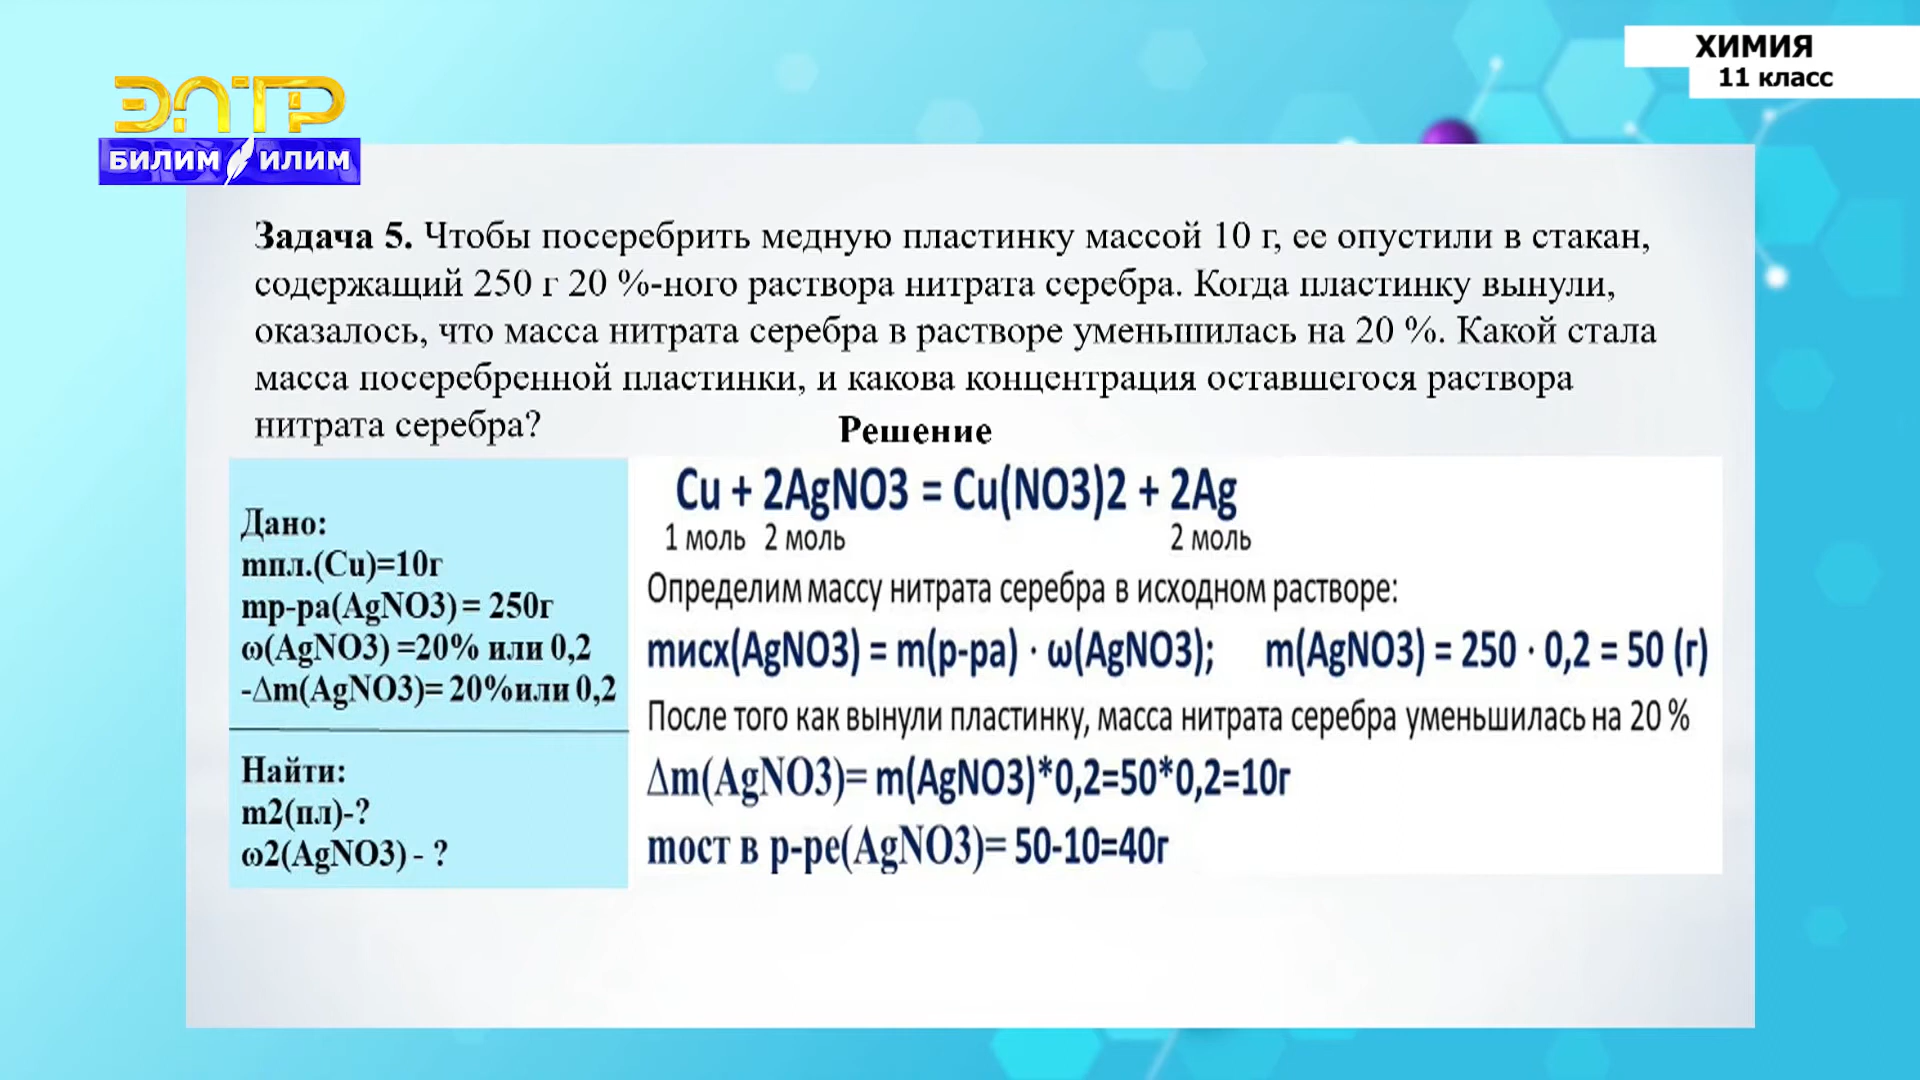 ХИМИЯ
11 класс
ЭЛТР
БИЛИМ ИЛИМ
Задача 5. Чтобы посеребрить медную пластинку массой 10 г, ее опустили в стакан,
содержащий 250 г 20 %-ного раствора нитрата серебра. Когда пластинку вынули,
оказалось, что масса нитрата серебра в растворе уменьшилась на 20 %. Какой стала
масса посеребренной пластинки, и какова концентрация оставшегося раствора
нитрата серебра?
Решение
Дано:
mпл.(Cu)=10г
mр-ра(AgNO3) = 250г
ω(AgNO3) =20% или 0,2
-∆m(AgNO3)= 20%или 0,2
Найти:
m2(пл)-?
ω2(AgNO3) - ?
Cu + 2AgNO3 = Cu(NO3)2 + 2Ag
1 моль 2 моль 2 моль
Определим массу нитрата серебра в исходном растворе:
mисх(AgNO3) = m(р-ра) · ω(AgNO3); m(AgNO3) = 250 · 0,2 = 50 (г)
После того как вынули пластинку, масса нитрата серебра уменьшилась на 20 %
∆m(AgNO3)= m(AgNO3)*0,2=50*0,2=10г
mост в р-ре(AgNO3)= 50-10=40г